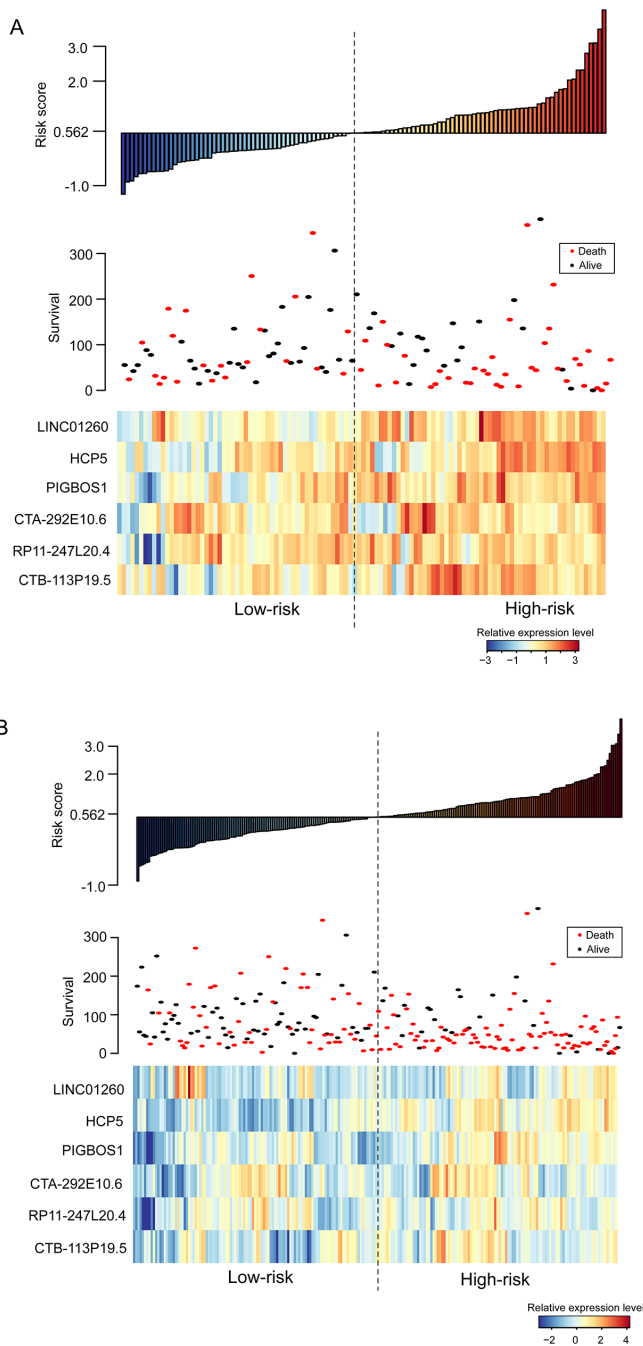 A
Risk score
3.0
2.0
0.562
-1.0
Survival
300
200
100
0
Death
Alive
LINC01260
HCP5
PIGBOS1
CTA-292E10.6
RP11-247L20.4
CTB-113P19.5
Low-risk
High-risk
Relative expression level
−3 −1 1 3
B
Risk score
3.0
2.0
0.562
-1.0
Survival
300
200
100
0
Death
Alive
LINC01260
HCP5
PIGBOS1
CTA-292E10.6
RP11-247L20.4
CTB-113P19.5
Low-risk
High-risk
Relative expression level
−2 0 2 4